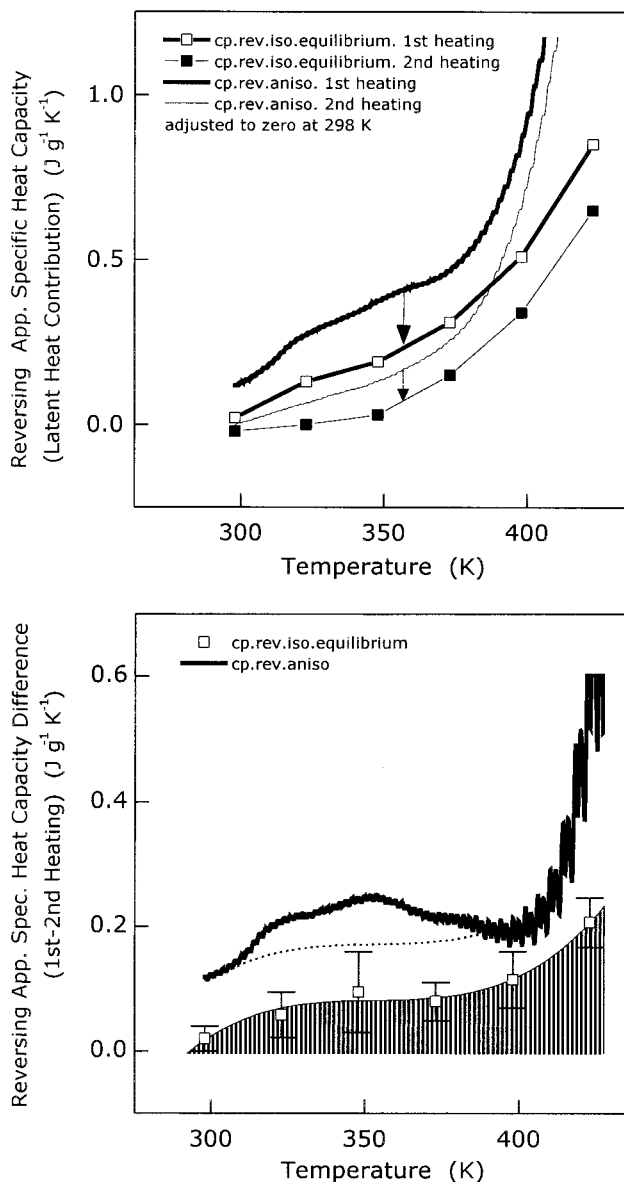 cp.rev.iso.equilibrium. 1st heating
cp.rev.iso.equilibrium. 2nd heating
cp.rev.aniso. 1st heating
cp.rev.aniso. 2nd heating
adjusted to zero at 298 K
Reversing App. Specific Heat Capacity
(Latent Heat Contribution) (J g⁻¹ K⁻¹)
1.0
0.5
0.0
300
350
400
Temperature (K)
cp.rev.iso.equilibrium
cp.rev.aniso
Reversing App. Spec. Heat Capacity Difference
(1st-2nd Heating) (J g⁻¹ K⁻¹)
0.6
0.4
0.2
0.0
300
350
400
Temperature (K)